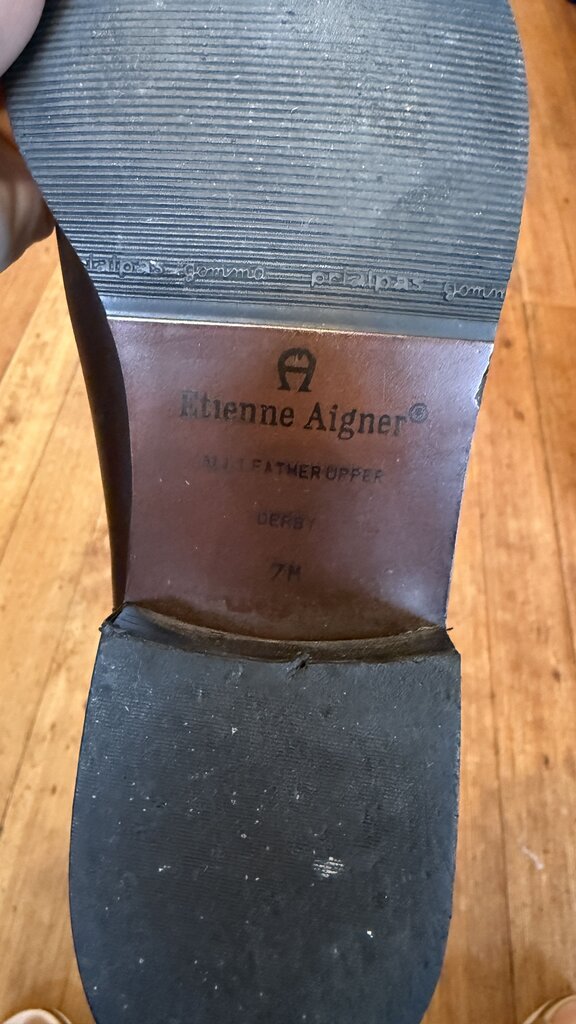 Etienne Aigner®
ALL LEATHER UPPER
DERBY
7M